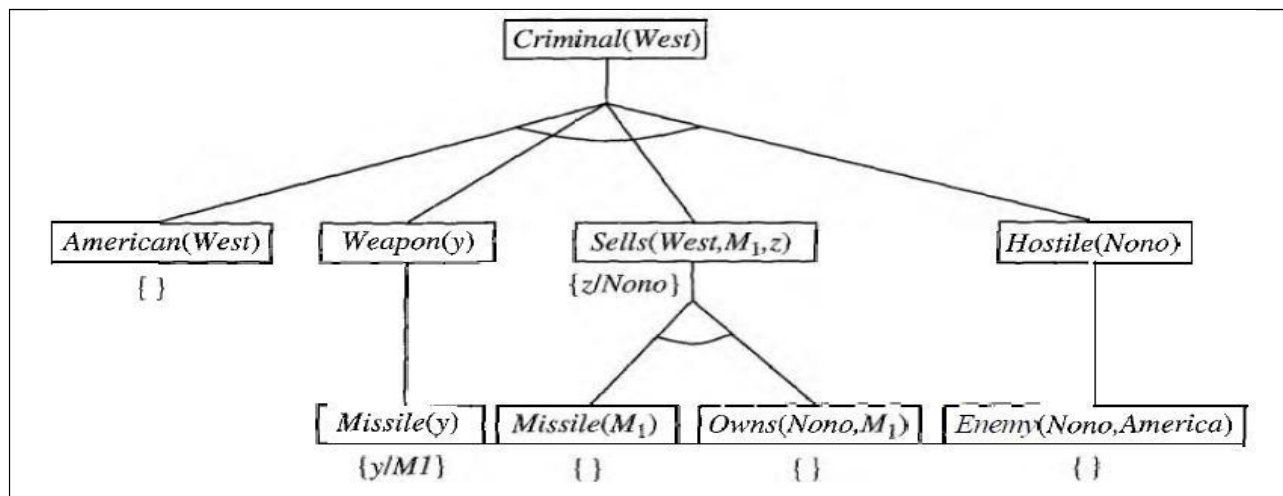 Criminal(West)
American(West) Weapon(y) Sells(West,M₁,z) Hostile(Nono)
{ } {z/Nono}
Missile(y) Missile(M₁) Owns(Nono,M₁) Enemy(Nono,America)
{y/M1} { } { } { }